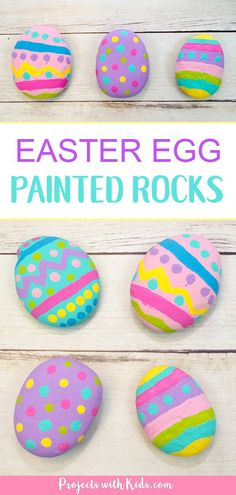 EASTER EGG
PAINTED ROCKS
Projects with Kids.com